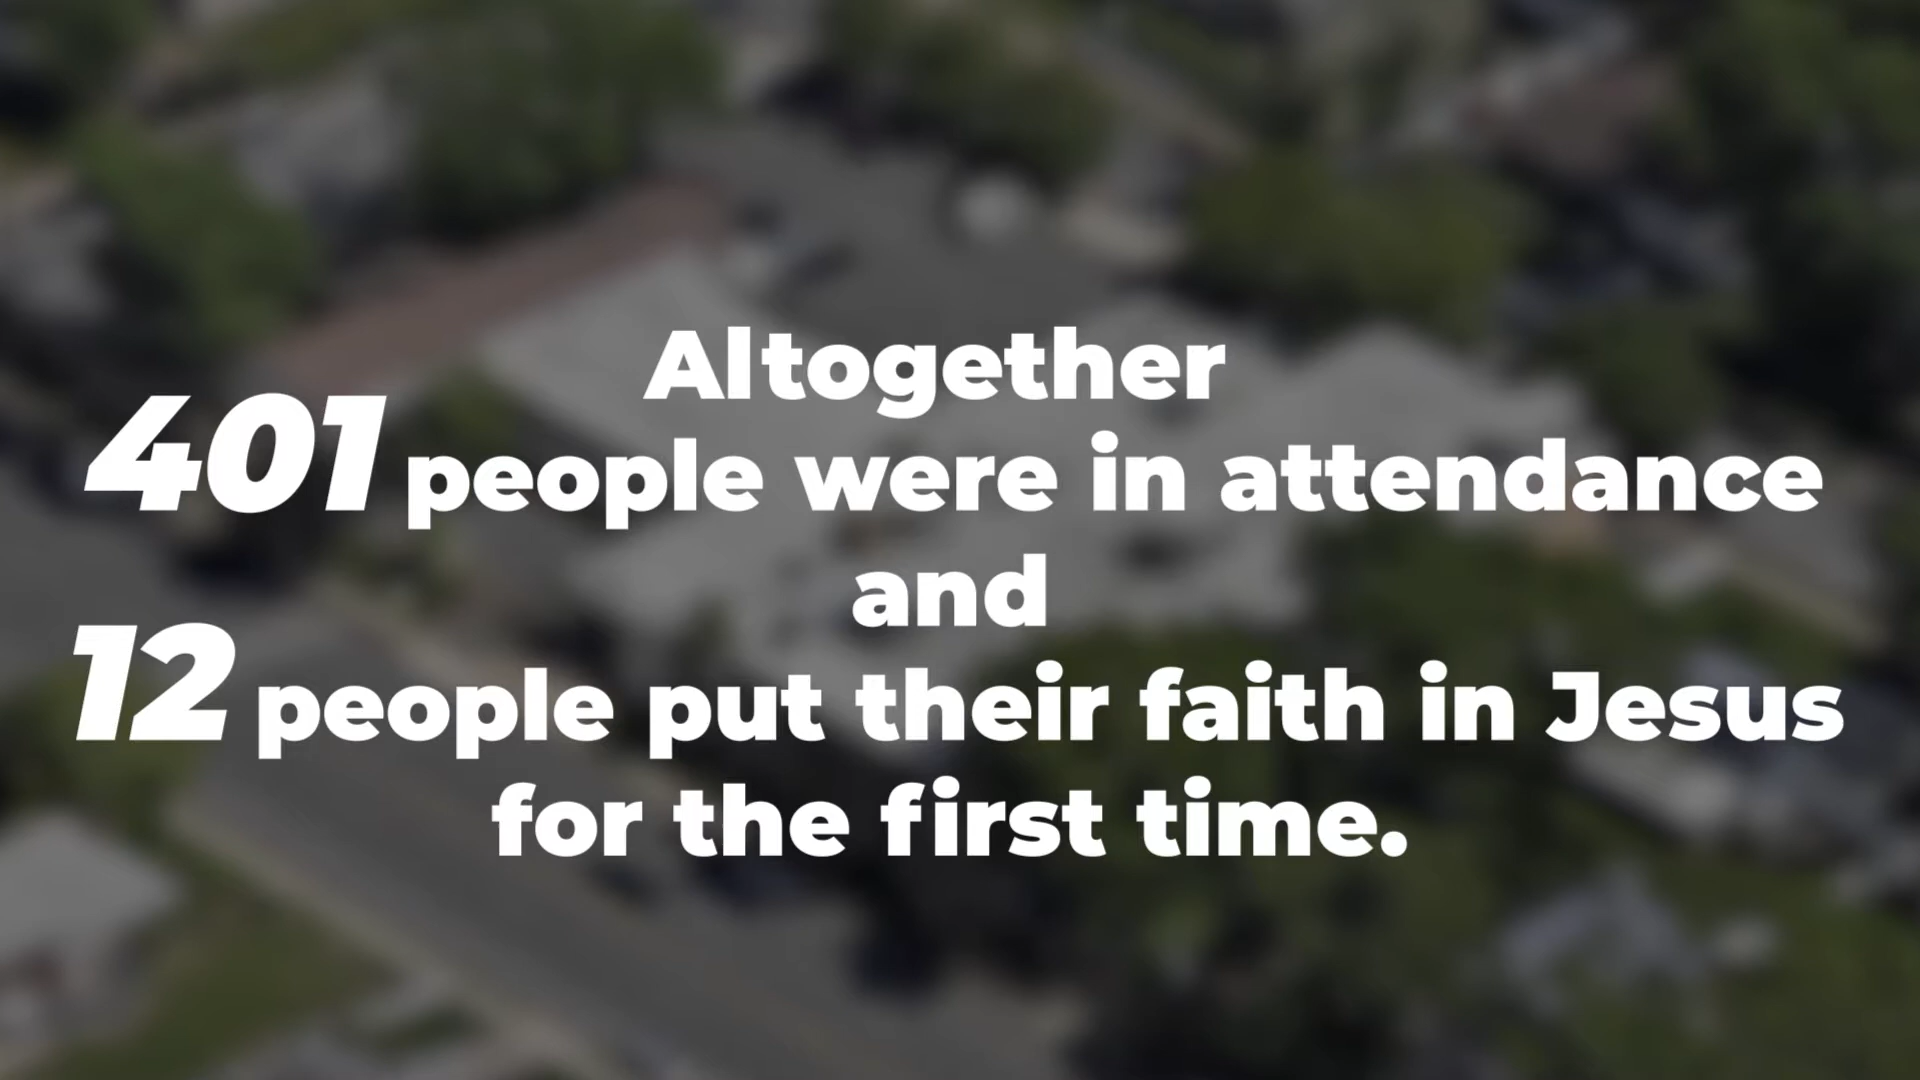 Altogether
401 people were in attendance
and
12 people put their faith in Jesus
for the first time.